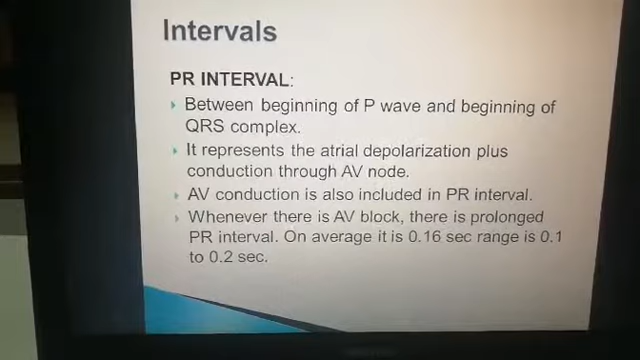 Intervals
PR INTERVAL:
Between beginning of P wave and beginning of
QRS complex.
It represents the atrial depolarization plus
conduction through AV node.
AV conduction is also included in PR interval.
Whenever there is AV block, there is prolonged
PR interval. On average it is 0.16 sec range is 0.1
to 0.2 sec.